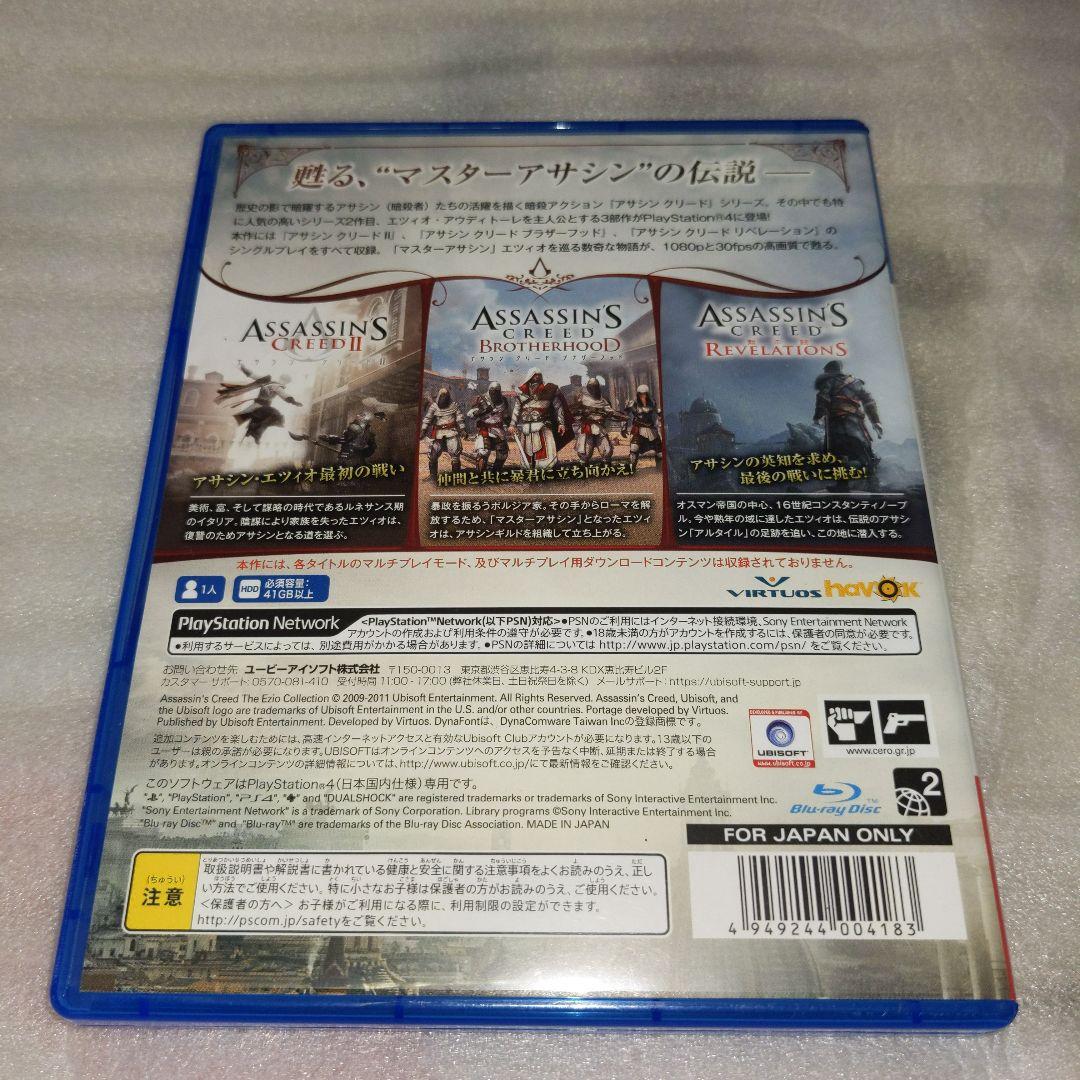 甦る、“マスターアサシン”の伝説 ―
歴史の影で暗躍するアサシン（暗殺者）たちの活躍を描く暗殺アクション『アサシン クリード』シリーズ。その中でも特
に人気の高いシリーズ2作目、エツィオ・アウディトーレを主人公とする3部作がPlayStation®4に登場!
本作には『アサシン クリード II』、『アサシン クリード ブラザーフッド』、『アサシン クリード リベレーション』の
シングルプレイをすべて収録。「マスターアサシン」エツィオを巡る数奇な物語が、1080pと30fpsの高画質で甦る。
ASSASSIN'S
CREED II
アサシン クリード II
アサシン・エツィオ最初の戦い
美術、富、そして謀略の時代であるルネサンス期
のイタリア。陰謀により家族を失ったエツィオは、
復讐のためアサシンとなる道を選ぶ。
ASSASSIN'S
CREED
BROTHERHOOD
アサシン クリード ブラザーフッド
仲間と共に暴君に立ち向かえ!
暴政を振るうボルジア家。その手からローマを解
放するため、「マスターアサシン」となったエツィ
オは、アサシンギルドを組織して立ち上がる。
ASSASSIN'S
CREED
REVELATIONS
アサシンの英知を求め、
最後の戦いに挑む!
オスマン帝国の中心、16世紀コンスタンティノープ
ル。今や熟年の域に達したエツィオは、伝説のアサシ
ン「アルタイル」の足跡を追い、この地に潜入する。
本作には、各タイトルのマルチプレイモード、及びマルチプレイ用ダウンロードコンテンツは収録されておりません。
1人
HDD 必須容量:
41GB以上
VIRTUOS havok
PlayStation Network
<PlayStation™Network(以下PSN)対応> ●PSNのご利用にはインターネット接続環境、Sony Entertainment Network
アカウントの作成および利用条件の遵守が必要です。●18歳未満の方がアカウントを作成するには、保護者の同意が必要です。
●利用するサービスによっては、別途費用がかかる場合があります。●PSNの詳細については http://www.jp.playstation.com/psn/ をご覧ください。
お問い合わせ先 ユービーアイソフト株式会社 〒150-0013 東京都渋谷区恵比寿4-3-8 KDX恵比寿ビル2F
カスタマー サポート: 0570-081-410 受付時間 11:00 - 17:00 (弊社休業日、土日祝祭日を除く) メールサポート: https://ubisoft-support.jp
Assassin's Creed The Ezio Collection © 2009-2011 Ubisoft Entertainment. All Rights Reserved. Assassin's Creed, Ubisoft, and
the Ubisoft logo are trademarks of Ubisoft Entertainment in the U.S. and/or other countries. Portage developed by Virtuos.
Published by Ubisoft Entertainment. Developed by Virtuos. DynaFontは、DynaComware Taiwan Incの登録商標です。
追加コンテンツを楽しむためには、高速インターネットアクセスと有効なUbisoft Clubアカウントが必要です。13歳以下の
ユーザーは親の承諾が必要になります。UBISOFTはオンラインコンテンツへのアクセスを予告なく中断、延期または終了する場合
があります。オンラインコンテンツの詳細情報については、http://www.ubisoft.co.jp/にて最新情報をご確認ください。
DEVELOPED & PUBLISHED BY
UBISOFT
www.ubisoft.co.jp
www.cero.gr.jp
このソフトウェアはPlayStation®4(日本国内仕様)専用です。
"PlayStation", "PS4", and "DUALSHOCK" are registered trademarks or trademarks of Sony Interactive Entertainment Inc.
"Sony Entertainment Network" is a trademark of Sony Corporation. Library programs ©Sony Interactive Entertainment Inc.
"Blu-ray Disc™" and "Blu-ray™" are trademarks of the Blu-ray Disc Association. MADE IN JAPAN
Blu-ray Disc™
2
FOR JAPAN ONLY
4 949244 004183
(ちゅうい)
注意
取扱説明書や解説書に書かれている健康と安全に関する注意事項をよくお読みのうえ、正し
い方法でご使用ください。特に小さなお子様は保護者の方がお読みのうえ、ご使用ください。
<保護者の方へ> お子様がご利用になる際に、利用制限の設定ができます。
http://pscom.jp/safetyをご覧ください。